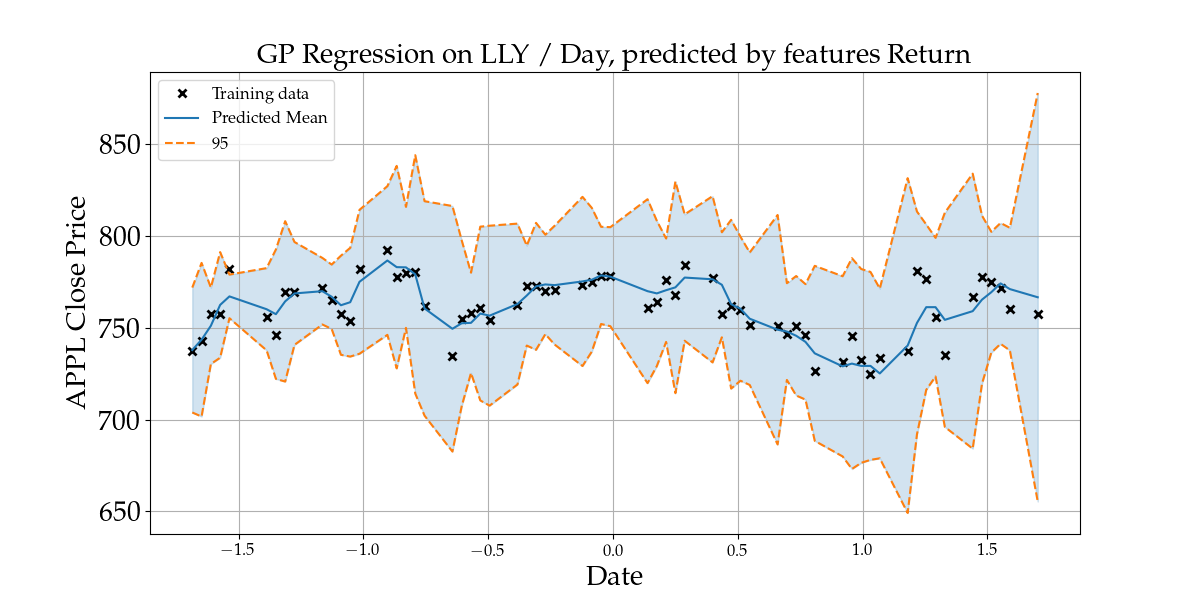 GP Regression on LLY / Day, predicted by features Return
Training data
Predicted Mean
95
850
800
750
700
650
APPL Close Price
−1.5 −1.0 −0.5 0.0 0.5 1.0 1.5
Date